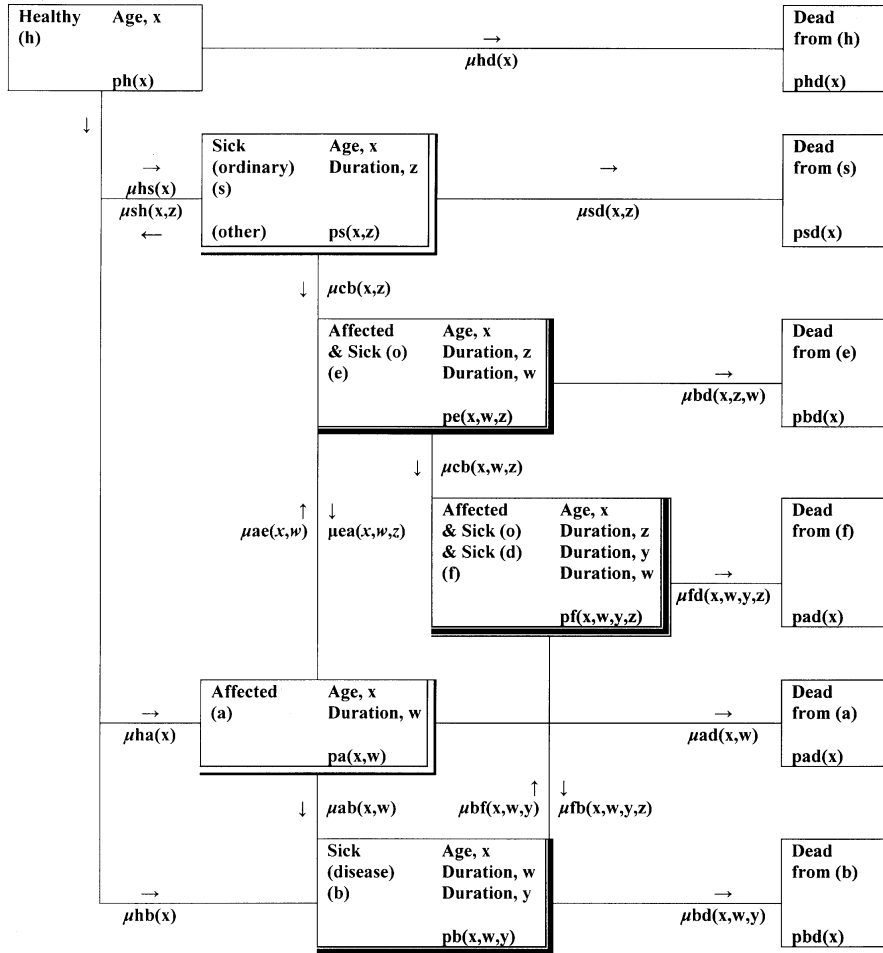 Healthy Age, x
(h)
ph(x)
→
μhd(x)
Dead
from (h)
phd(x)
↓
→
μhs(x)
μsh(x,z)
←
Sick Age, x
(ordinary) Duration, z
(s)
(other) ps(x,z)
→
μsd(x,z)
Dead
from (s)
psd(x)
↓ μcb(x,z)
Affected Age, x
& Sick (o) Duration, z
(e) Duration, w
pe(x,w,z)
→
μbd(x,z,w)
Dead
from (e)
pbd(x)
↓ μcb(x,w,z)
↑ ↓
μae(x,w) μea(x,w,z)
Affected Age, x
& Sick (o) Duration, z
& Sick (d) Duration, y
(f) Duration, w
pf(x,w,y,z)
→
μfd(x,w,y,z)
Dead
from (f)
pad(x)
→
μha(x)
Affected Age, x
(a) Duration, w
pa(x,w)
→
μad(x,w)
Dead
from (a)
pad(x)
↓ μab(x,w)
↑ ↓
μbf(x,w,y) μfb(x,w,y,z)
→
μhb(x)
Sick Age, x
(disease) Duration, w
(b) Duration, y
pb(x,w,y)
→
μbd(x,w,y)
Dead
from (b)
pbd(x)